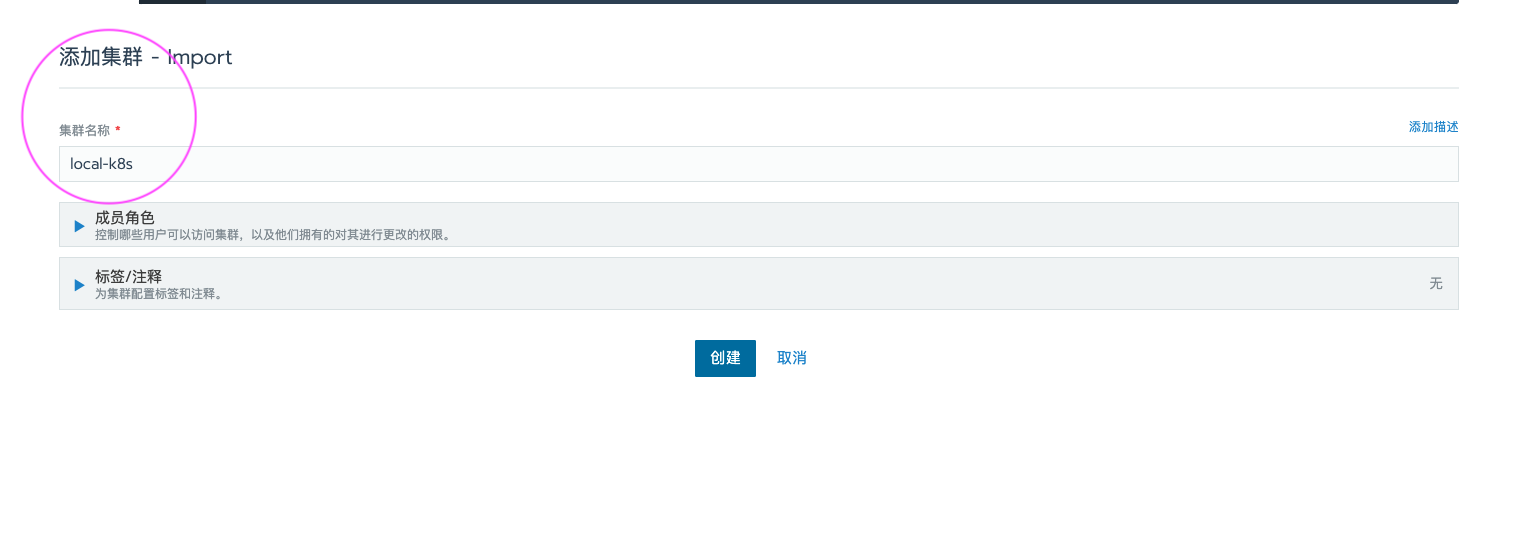 添加集群 - Import
集群名称 *
添加描述
local-k8s
成员角色
控制哪些用户可以访问集群，以及他们拥有的对其进行更改的权限。
标签/注释
为集群配置标签和注释。
无
创建 取消